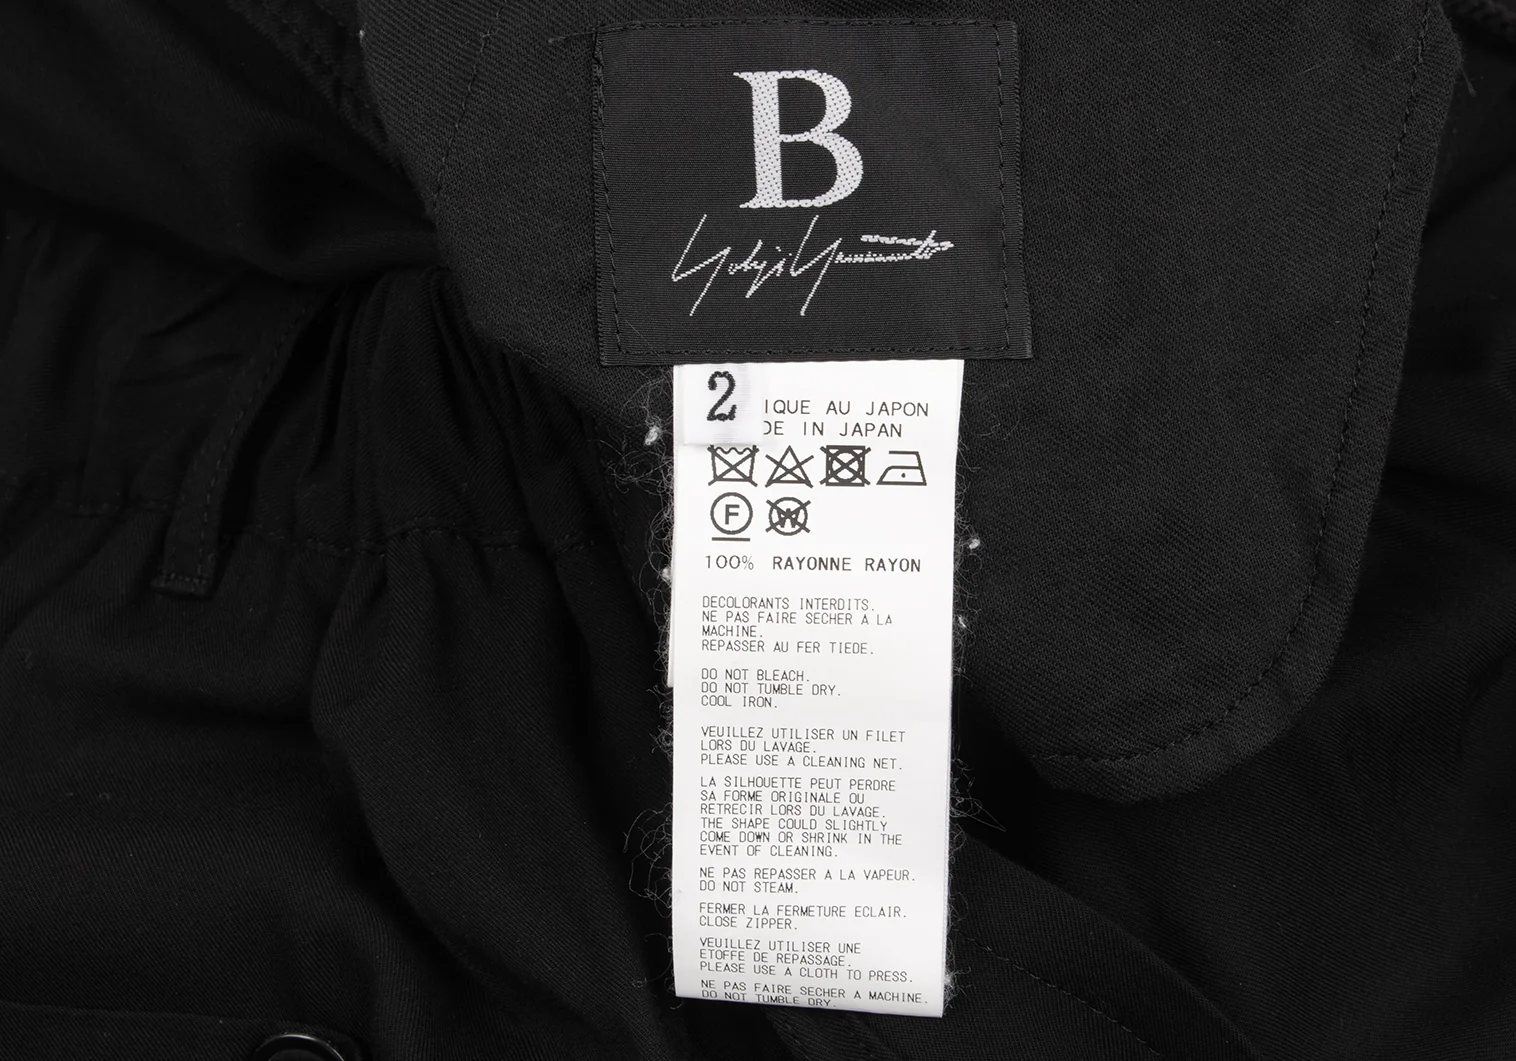 B
Yohji Yamamoto
2
IQUE AU JAPON
DE IN JAPAN
F
W
100% RAYONNE RAYON
DECOLORANTS INTERDITS.
NE PAS FAIRE SECHER A LA
MACHINE.
REPASSER AU FER TIEDE.
DO NOT BLEACH.
DO NOT TUMBLE DRY.
COOL IRON.
VEUILLEZ UTILISER UN FILET
LORS DU LAVAGE.
PLEASE USE A CLEANING NET.
LA SILHOUETTE PEUT PERDRE
SA FORME ORIGINALE OU
RETRECIR LORS DU LAVAGE.
THE SHAPE COULD SLIGHTLY
COME DOWN OR SHRINK IN THE
EVENT OF CLEANING.
NE PAS REPASSER A LA VAPEUR.
DO NOT STEAM.
FERMER LA FERMETURE ECLAIR.
CLOSE ZIPPER.
VEUILLEZ UTILISER UNE
ETOFFE DE REPASSAGE.
PLEASE USE A CLOTH TO PRESS.
NE PAS FAIRE SECHER A MACHINE.
DO NOT TUMBLE DRY.